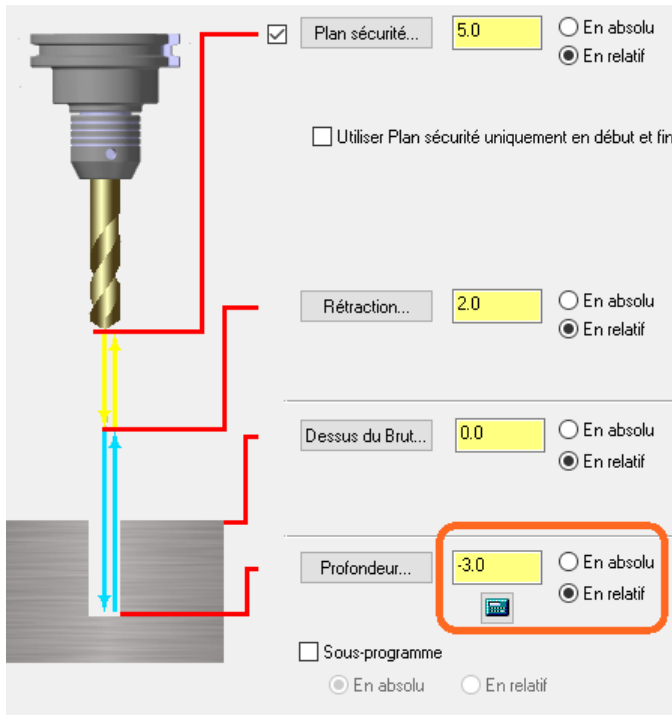 Plan sécurité... 5.0 En absolu
En relatif
Utiliser Plan sécurité uniquement en début et fin
Rétraction... 2.0 En absolu
En relatif
Dessus du Brut... 0.0 En absolu
En relatif
Profondeur... -3.0 En absolu
En relatif
Sous-programme
En absolu En relatif